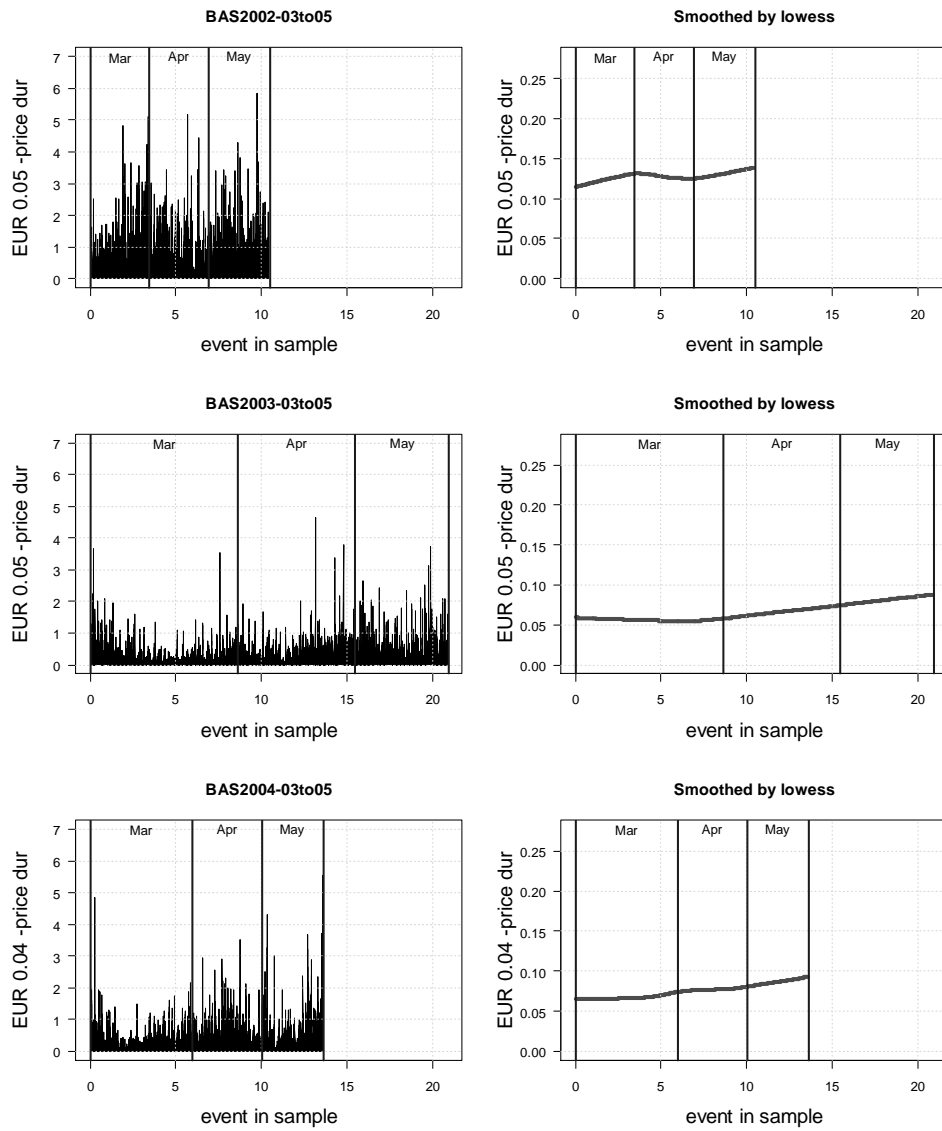 BAS2002-03to05
EUR 0.05 -price dur
7
6
5
4
3
2
1
0
Mar Apr May
0 5 10 15 20
event in sample
Smoothed by lowess
EUR 0.05 -price dur
0.25
0.20
0.15
0.10
0.05
0.00
Mar Apr May
0 5 10 15 20
event in sample
BAS2003-03to05
EUR 0.05 -price dur
7
6
5
4
3
2
1
0
Mar Apr May
0 5 10 15 20
event in sample
Smoothed by lowess
EUR 0.05 -price dur
0.25
0.20
0.15
0.10
0.05
0.00
Mar Apr May
0 5 10 15 20
event in sample
BAS2004-03to05
EUR 0.04 -price dur
7
6
5
4
3
2
1
0
Mar Apr May
0 5 10 15 20
event in sample
Smoothed by lowess
EUR 0.04 -price dur
0.25
0.20
0.15
0.10
0.05
0.00
Mar Apr May
0 5 10 15 20
event in sample